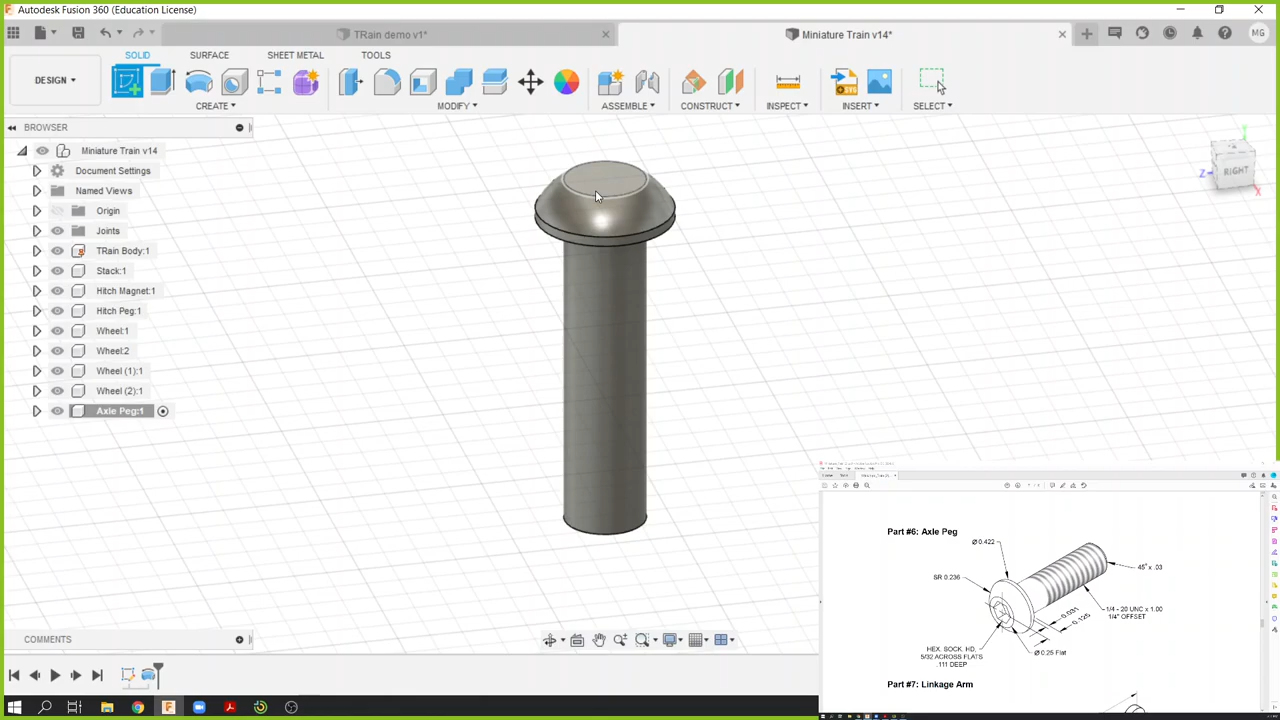 Autodesk Fusion 360 (Education License)
TRain demo v1*
Miniature Train v14*
MG
DESIGN
SOLID
SURFACE
SHEET METAL
TOOLS
CREATE
MODIFY
ASSEMBLE
CONSTRUCT
INSPECT
INSERT
SELECT
BROWSER
Miniature Train v14
Document Settings
Named Views
Origin
Joints
TRain Body:1
Stack:1
Hitch Magnet:1
Hitch Peg:1
Wheel:1
Wheel:2
Wheel (1):1
Wheel (2):1
Axle Peg:1
Z
RIGHT
X
COMMENTS
Part #6: Axle Peg
Ø 0.422
SR 0.236
45° x .03
0.031
0.125
1/4 - 20 UNC x 1.00
1/4" OFFSET
HEX. SOCK. HD.
5/32 ACROSS FLATS
.111 DEEP
Ø 0.25 Flat
Part #7: Linkage Arm